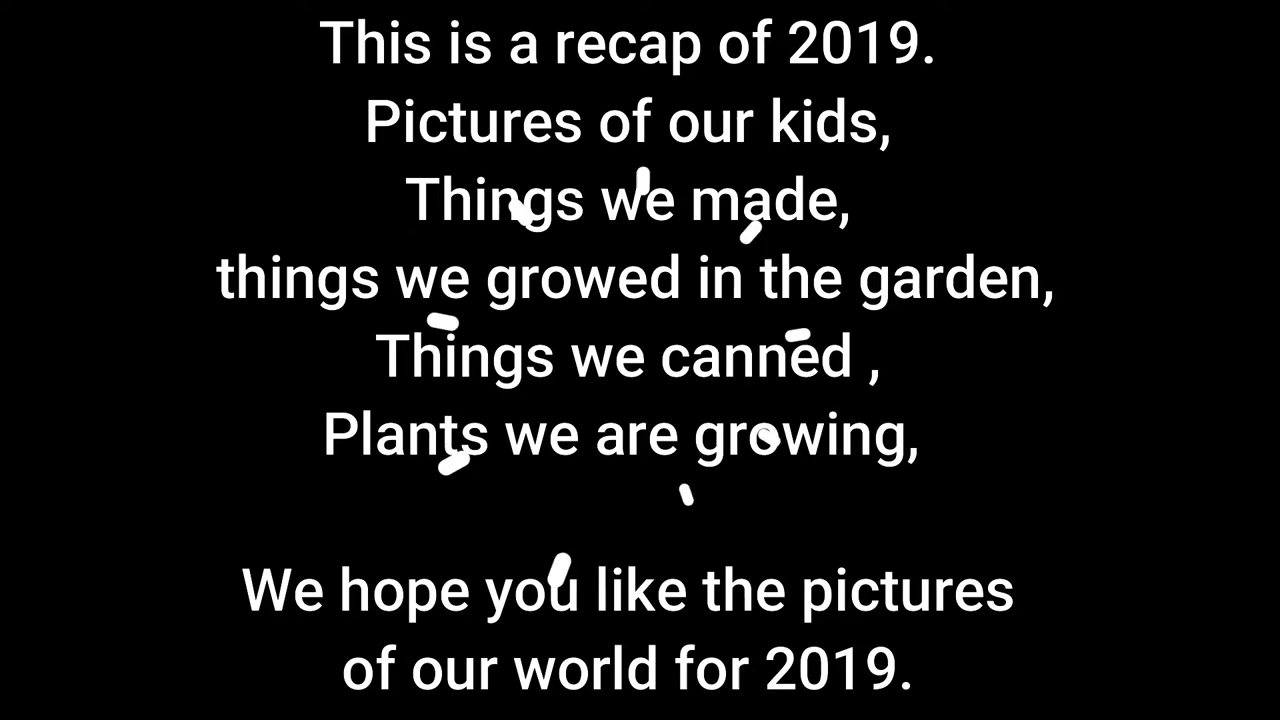 This is a recap of 2019.
Pictures of our kids,
Things we made,
things we growed in the garden,
Things we canned ,
Plants we are growing,
We hope you like the pictures
of our world for 2019.